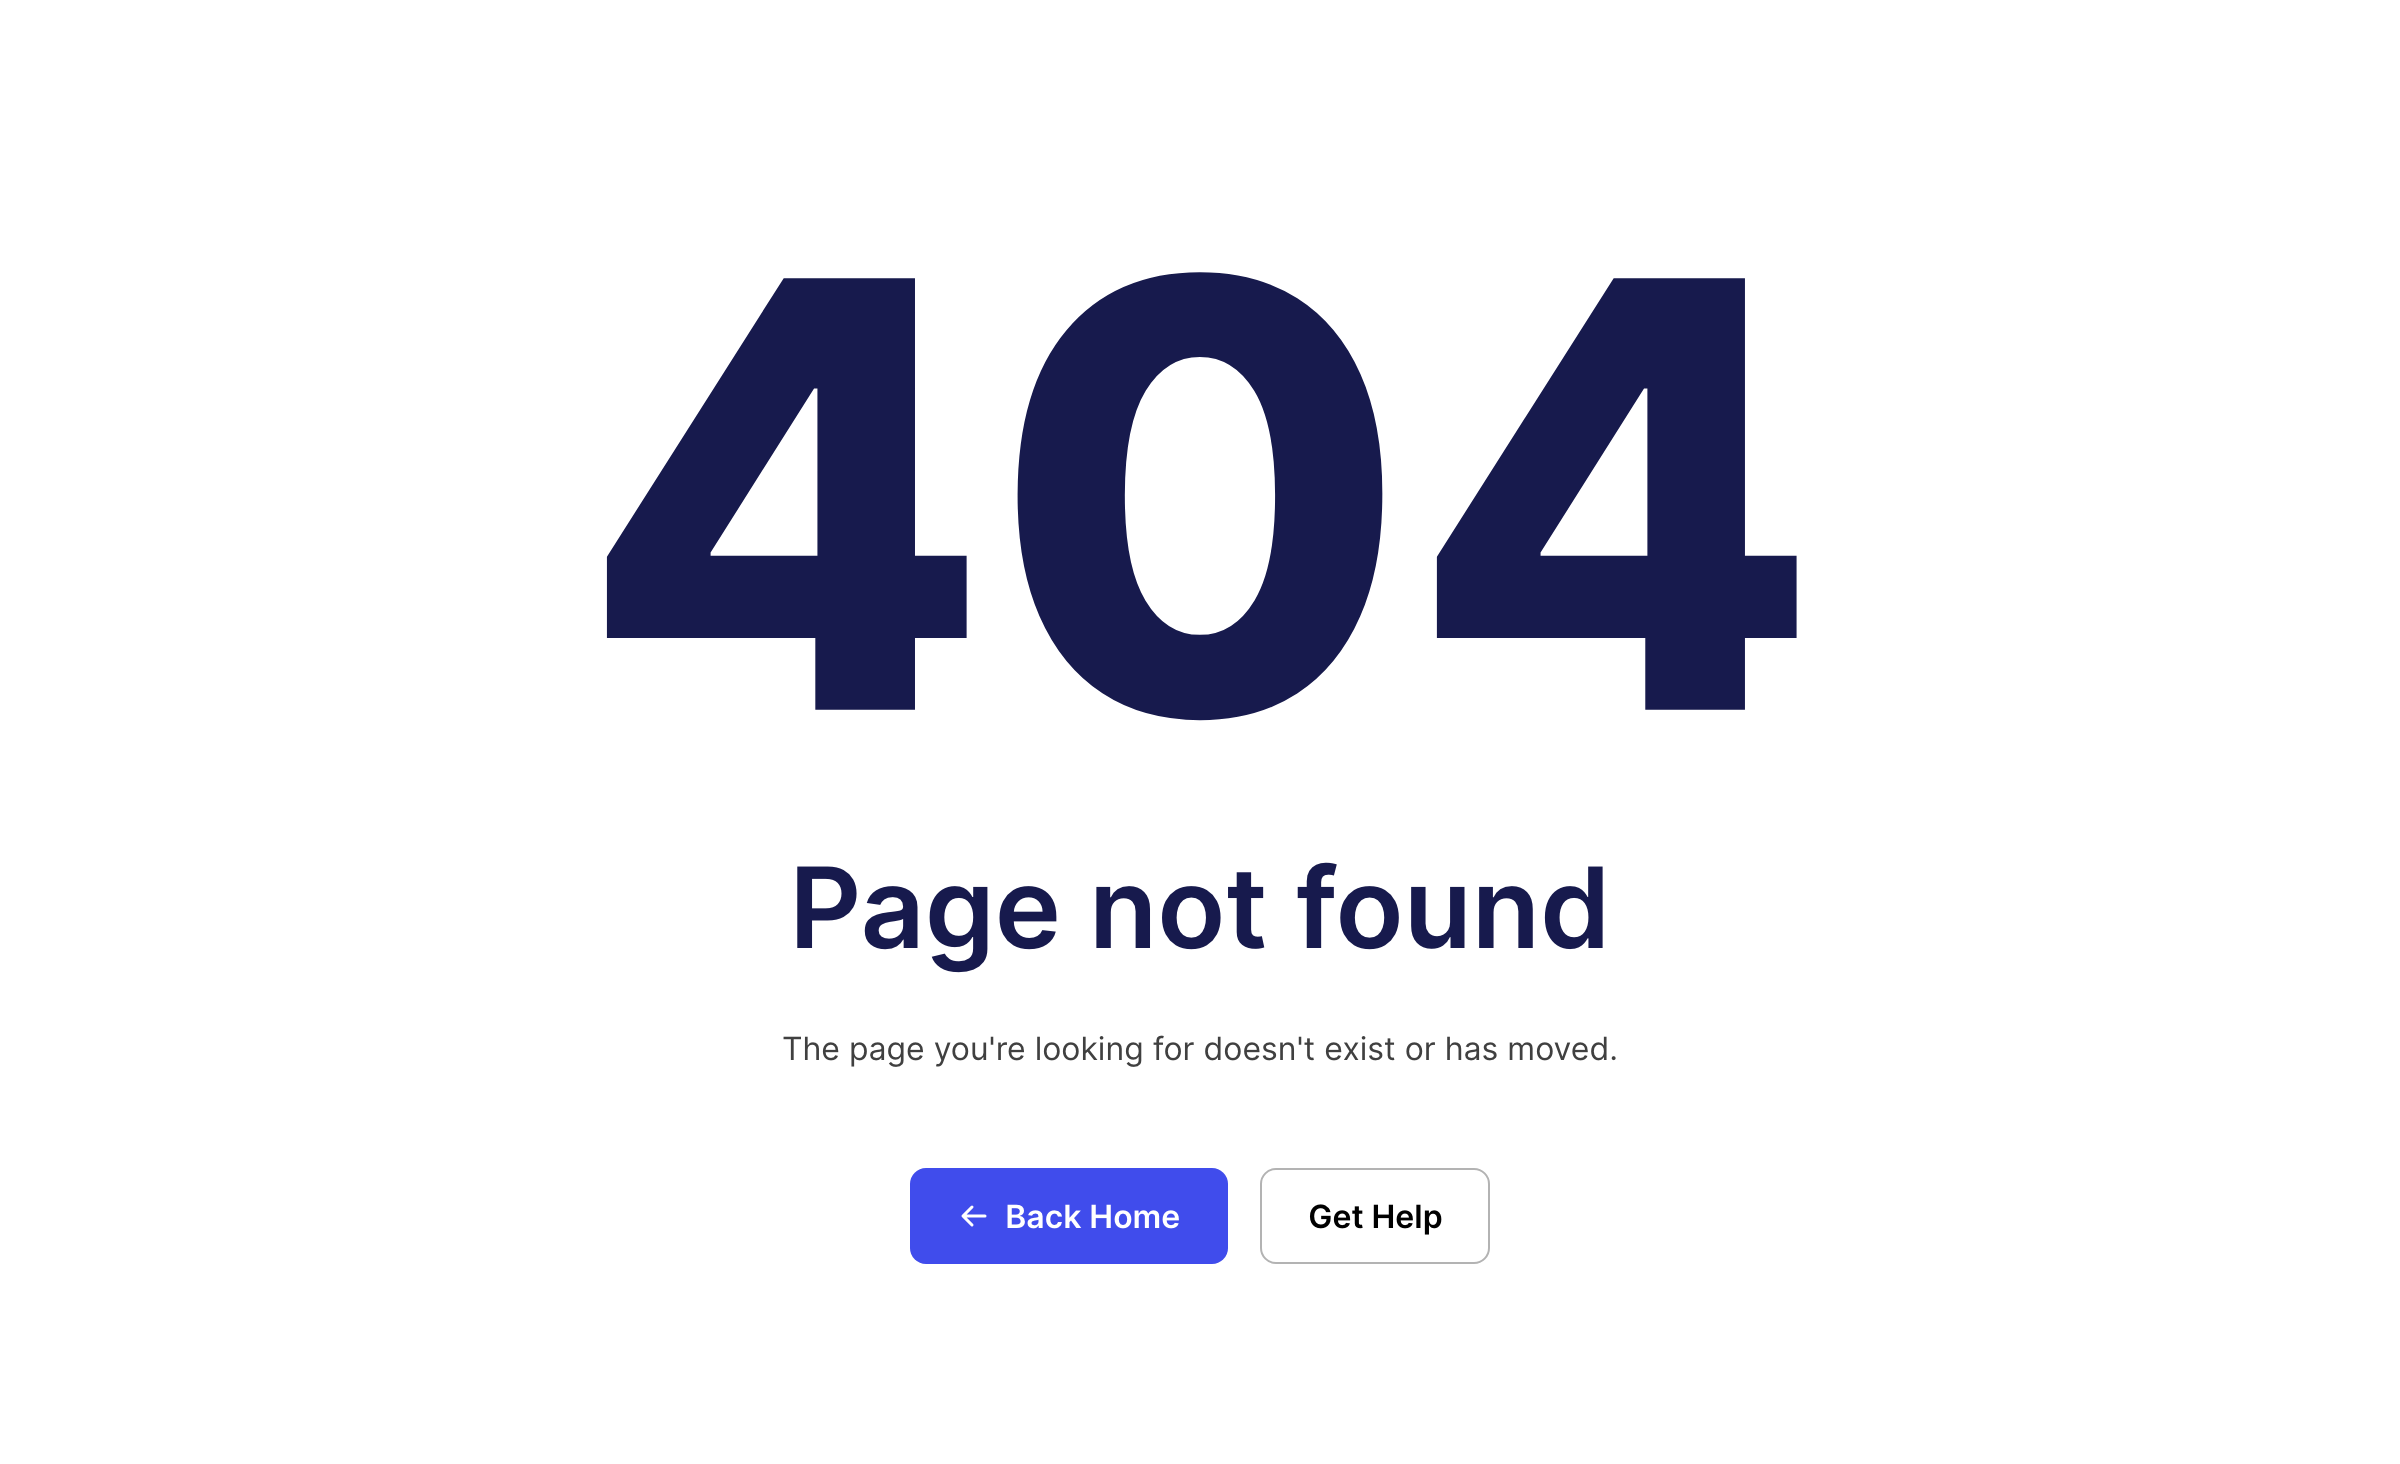 404
Page not found
The page you're looking for doesn't exist or has moved.
Back Home
Get Help